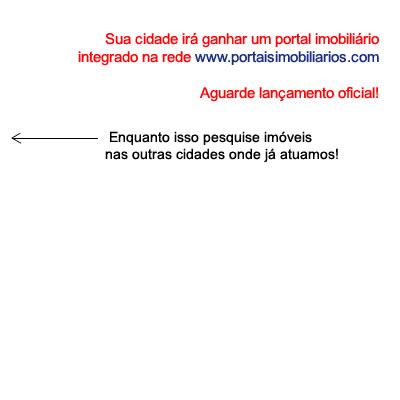 Sua cidade irá ganhar um portal imobiliário
integrado na rede www.portaisimobiliarios.com
Aguarde lançamento oficial!
Enquanto isso pesquise imóveis
nas outras cidades onde já atuamos!